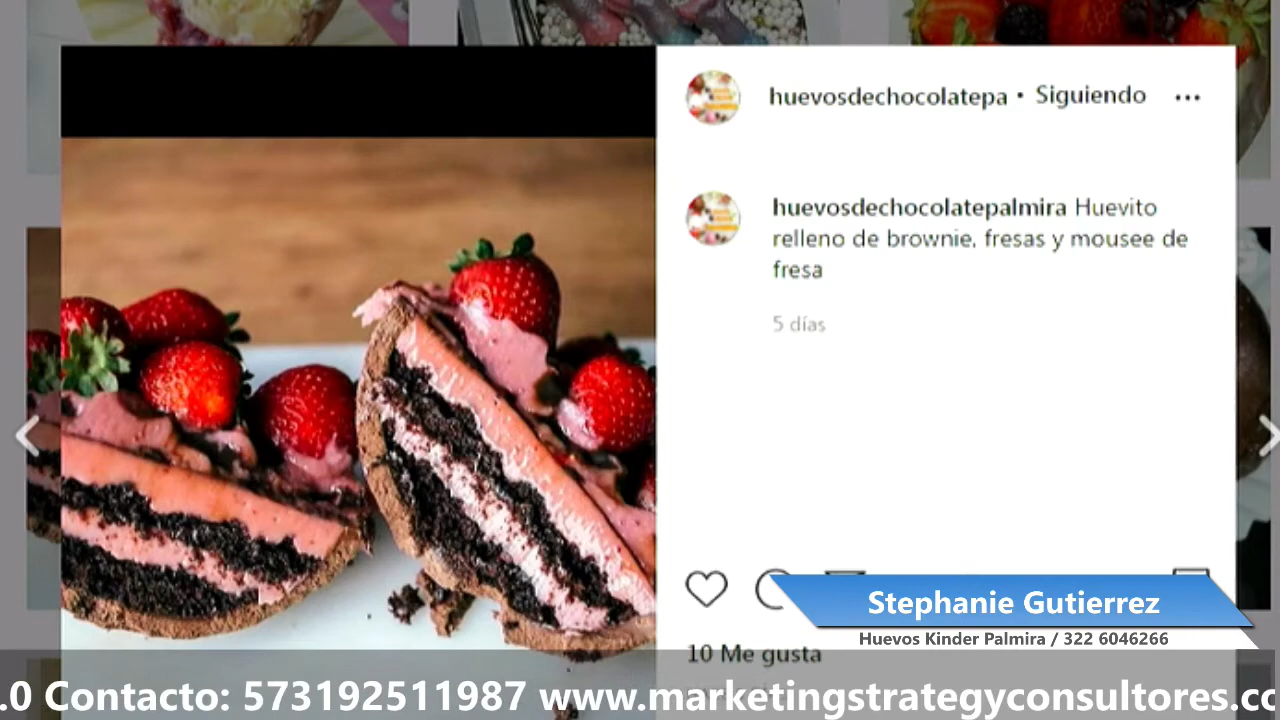 huevosdechocolatepa • Siguiendo ...
huevosdechocolatepalmira Huevito
relleno de brownie, fresas y mousee de
fresa
5 días
Stephanie Gutierrez
Huevos Kinder Palmira / 322 6046266
10 Me gusta
.0 Contacto: 573192511987 www.marketingstrategyconsultores.co